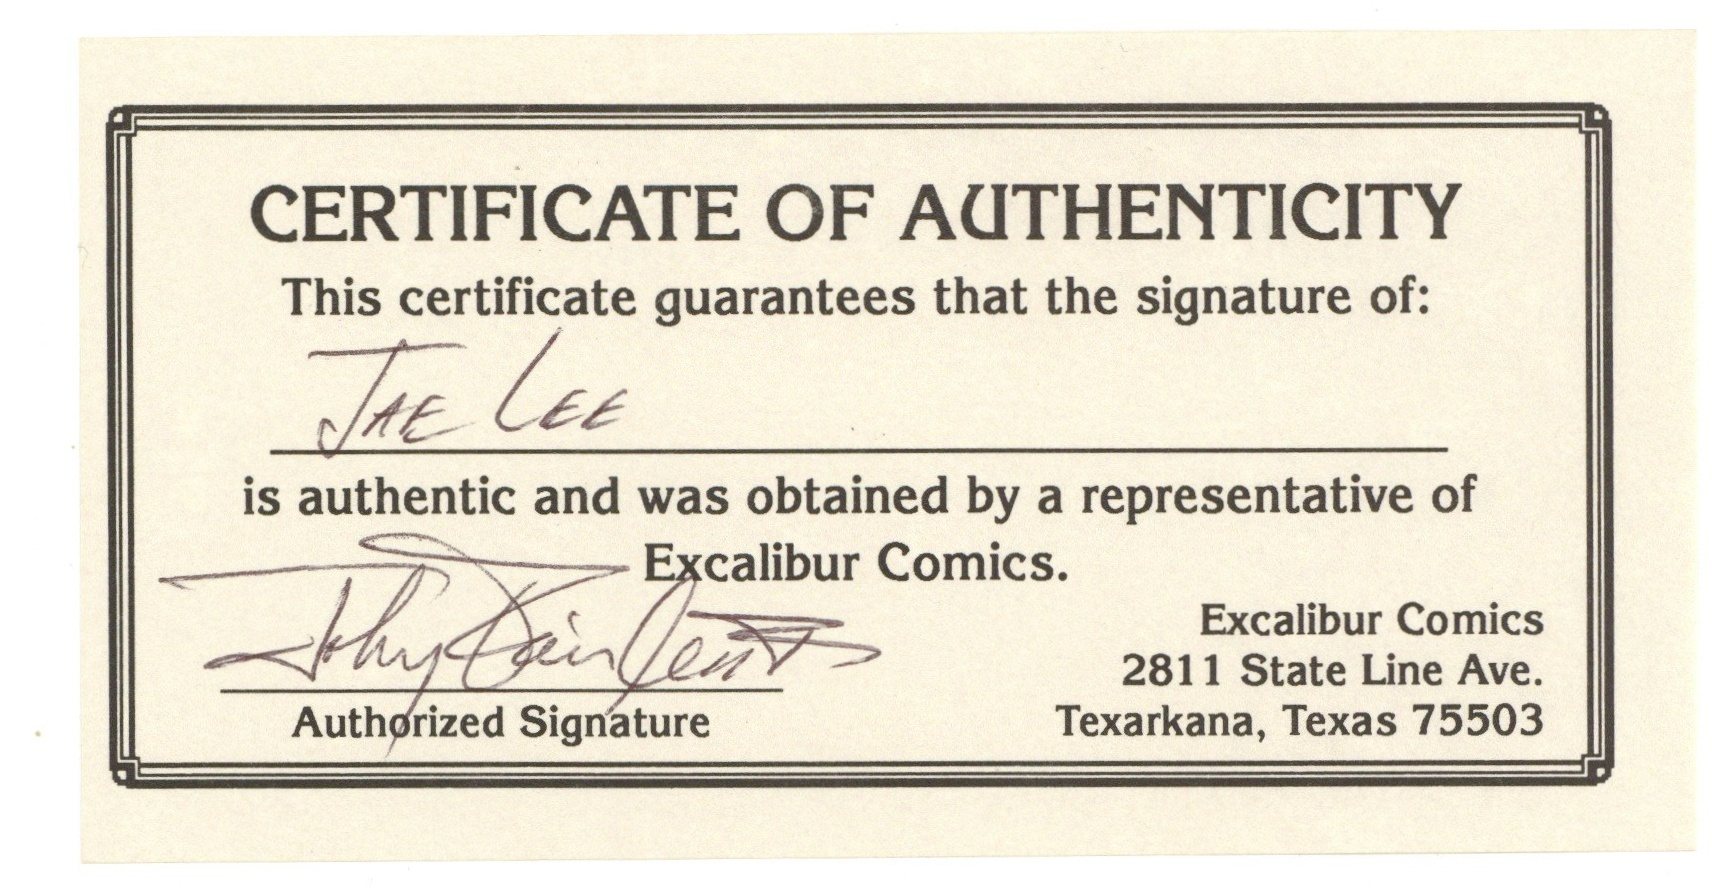 CERTIFICATE OF AUTHENTICITY
This certificate guarantees that the signature of:
JAE LEE
is authentic and was obtained by a representative of
Excalibur Comics.
John
Authorized Signature
Excalibur Comics
2811 State Line Ave.
Texarkana, Texas 75503